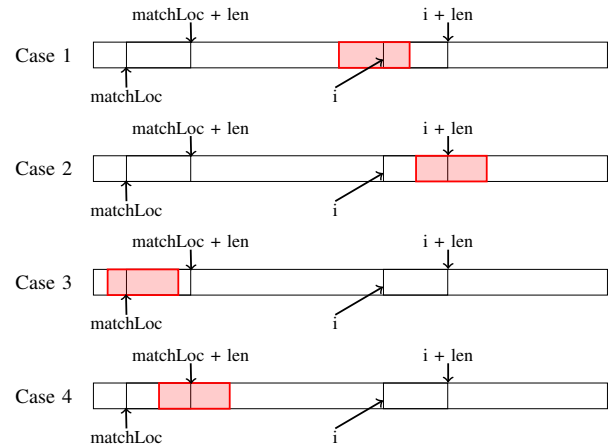 matchLoc + len i + len
Case 1
matchLoc i
matchLoc + len i + len
Case 2
matchLoc i
matchLoc + len i + len
Case 3
matchLoc i
matchLoc + len i + len
Case 4
matchLoc i